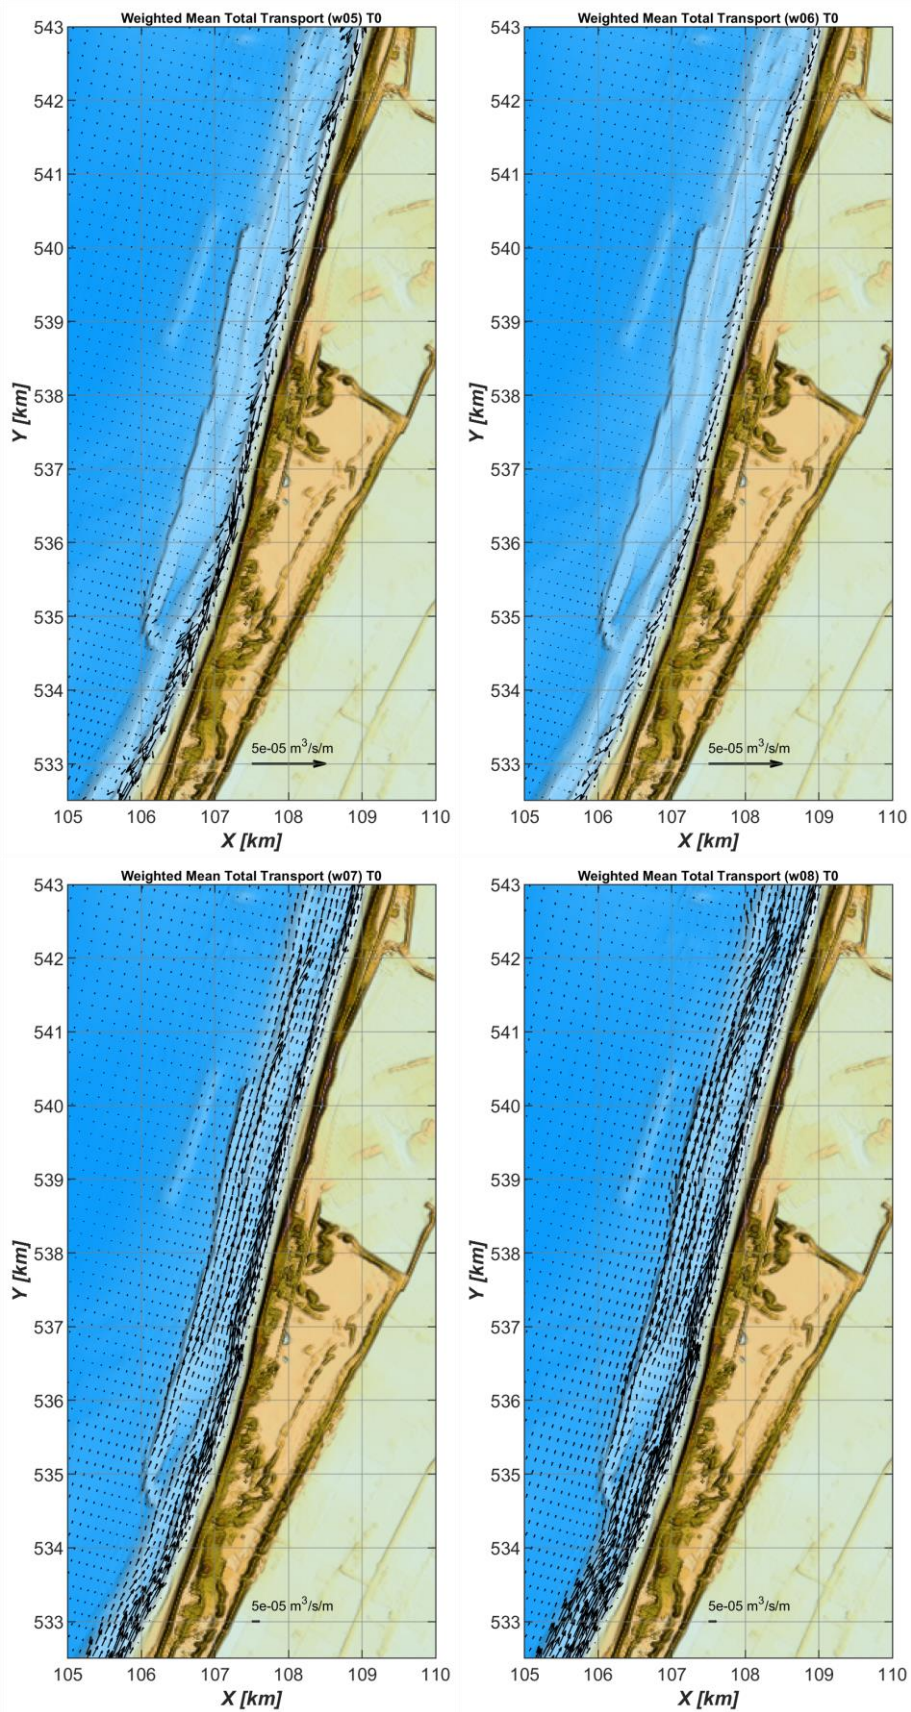 Weighted Mean Total Transport (w05) T0
543
542
541
540
539
538
537
536
535
534
533
Y [km]
5e-05 m³/s/m
105 106 107 108 109 110
X [km]
Weighted Mean Total Transport (w06) T0
543
542
541
540
539
538
537
536
535
534
533
Y [km]
5e-05 m³/s/m
105 106 107 108 109 110
X [km]
Weighted Mean Total Transport (w07) T0
543
542
541
540
539
538
537
536
535
534
533
Y [km]
5e-05 m³/s/m
105 106 107 108 109 110
X [km]
Weighted Mean Total Transport (w08) T0
543
542
541
540
539
538
537
536
535
534
533
Y [km]
5e-05 m³/s/m
105 106 107 108 109 110
X [km]